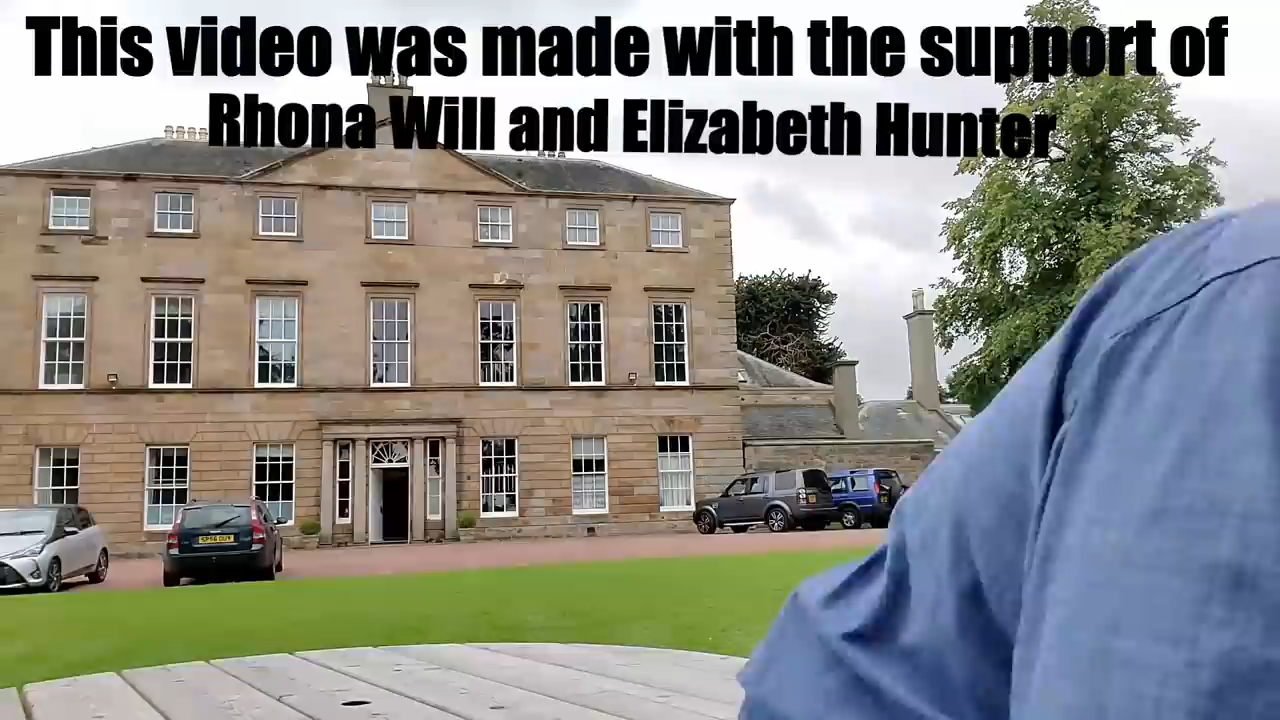 This video was made with the support of
Rhona Will and Elizabeth Hunter